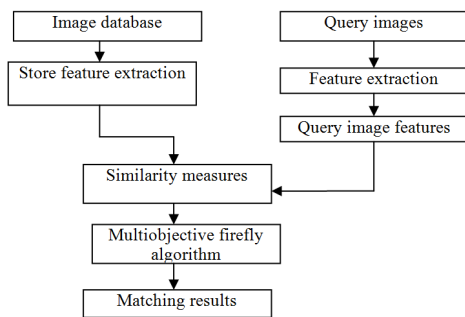 Image database
Query images
Store feature extraction
Feature extraction
Query image features
Similarity measures
Multiobjective firefly
algorithm
Matching results